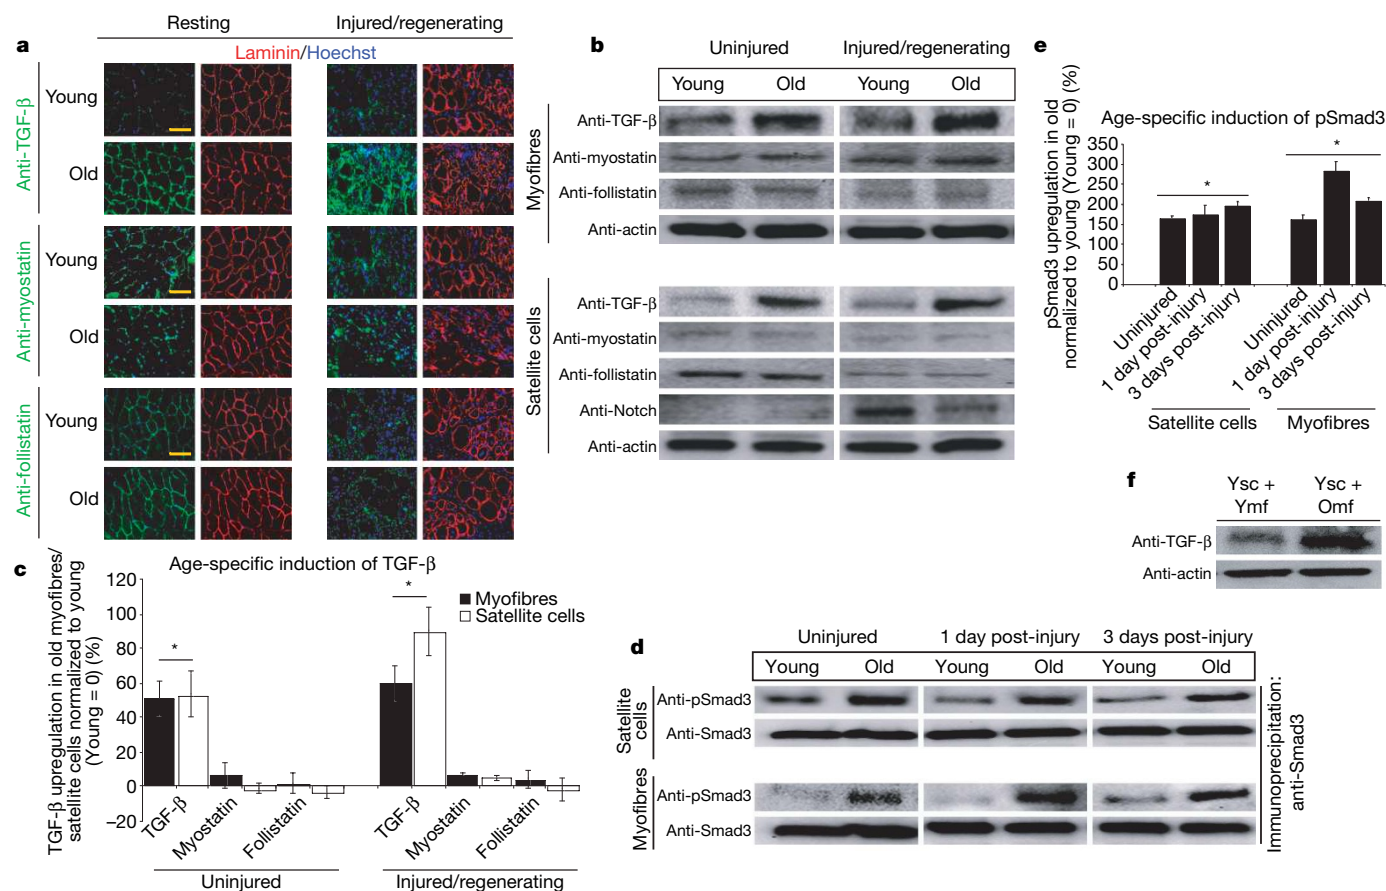 a
Resting
Injured/regenerating
Laminin/Hoechst
Anti-TGF-β
Young
Old
Anti-myostatin
Young
Old
Anti-follistatin
Young
Old
b
Uninjured
Injured/regenerating
Young
Old
Young
Old
Myofibres
Anti-TGF-β
Anti-myostatin
Anti-follistatin
Anti-actin
Satellite cells
Anti-TGF-β
Anti-myostatin
Anti-follistatin
Anti-Notch
Anti-actin
c
Age-specific induction of TGF-β
TGF-β upregulation in old myofibres/
satellite cells normalized to young
(Young = 0) (%)
120
100
80
60
40
20
0
–20
*
*
Myofibres
Satellite cells
TGF-β
Myostatin
Follistatin
TGF-β
Myostatin
Follistatin
Uninjured
Injured/regenerating
d
Uninjured
1 day post-injury
3 days post-injury
Young
Old
Young
Old
Young
Old
Satellite
cells
Anti-pSmad3
Anti-Smad3
Myofibres
Anti-pSmad3
Anti-Smad3
Immunoprecipitation:
anti-Smad3
e
Age-specific induction of pSmad3
pSmad3 upregulation in old
normalized to young (Young = 0) (%)
350
300
250
200
150
100
50
0
*
*
Uninjured
1 day post-injury
3 days post-injury
Uninjured
1 day post-injury
3 days post-injury
Satellite cells
Myofibres
f
Ysc +
Ymf
Ysc +
Omf
Anti-TGF-β
Anti-actin